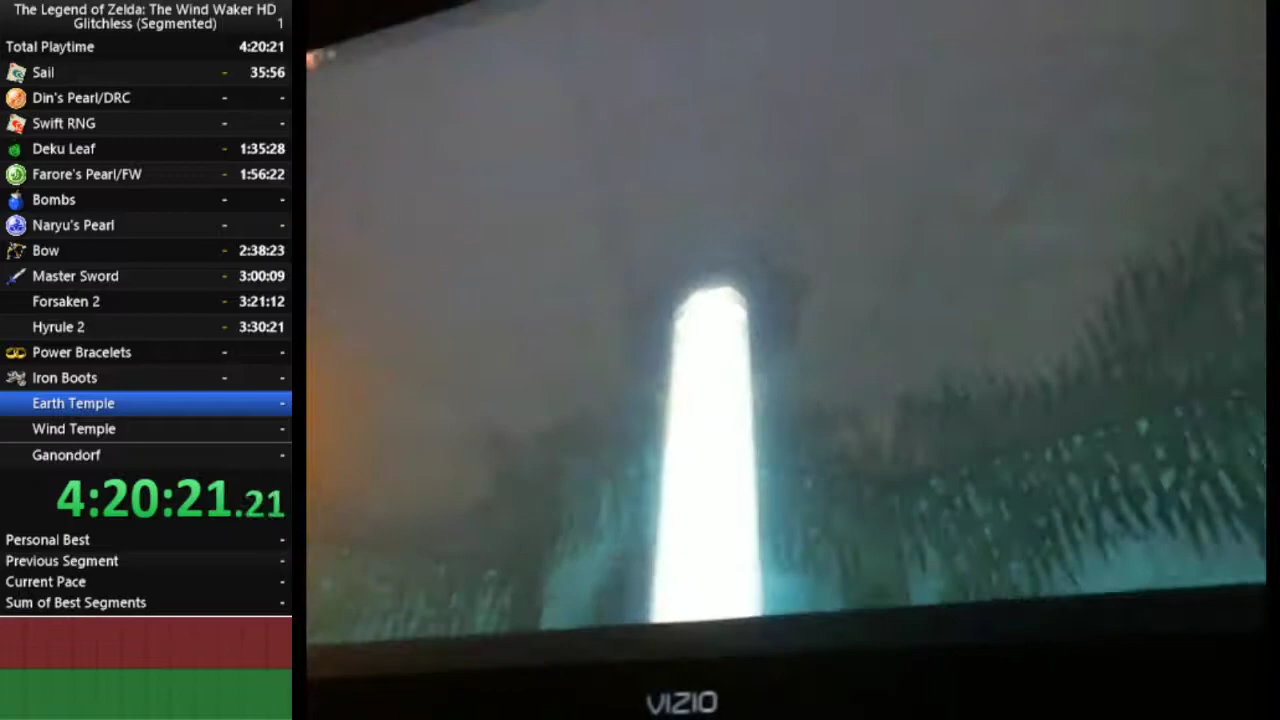 The Legend of Zelda: The Wind Waker HD
Glitchless (Segmented) 1
Total Playtime 4:20:21
Sail - 35:56
Din's Pearl/DRC - -
Swift RNG - -
Deku Leaf - 1:35:28
Farore's Pearl/FW - 1:56:22
Bombs - -
Naryu's Pearl - -
Bow - 2:38:23
Master Sword - 3:00:09
Forsaken 2 - 3:21:12
Hyrule 2 - 3:30:21
Power Bracelets - -
Iron Boots - -
Earth Temple -
Wind Temple -
Ganondorf -
4:20:21.21
Personal Best -
Previous Segment -
Current Pace -
Sum of Best Segments -
VIZIO